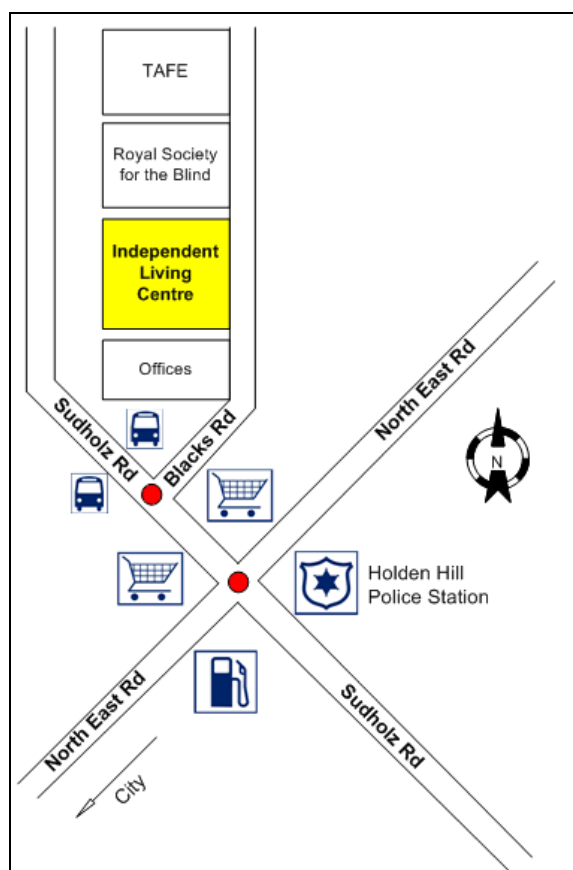 TAFE
Royal Society
for the Blind
Independent
Living
Centre
Offices
Sudholz Rd
Blacks Rd
North East Rd
N
Holden Hill
Police Station
North East Rd
Sudholz Rd
City